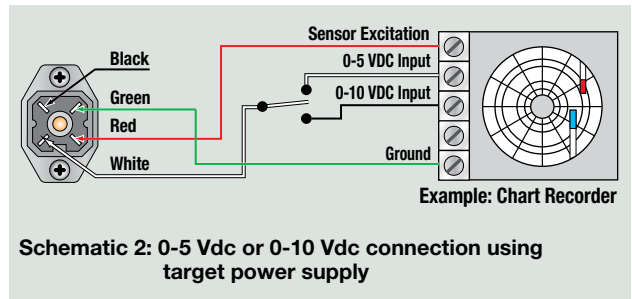 Sensor Excitation
Black
0-5 VDC Input
Green
0-10 VDC Input
Red
White
Ground
Example: Chart Recorder
Schematic 2: 0-5 Vdc or 0-10 Vdc connection using
target power supply